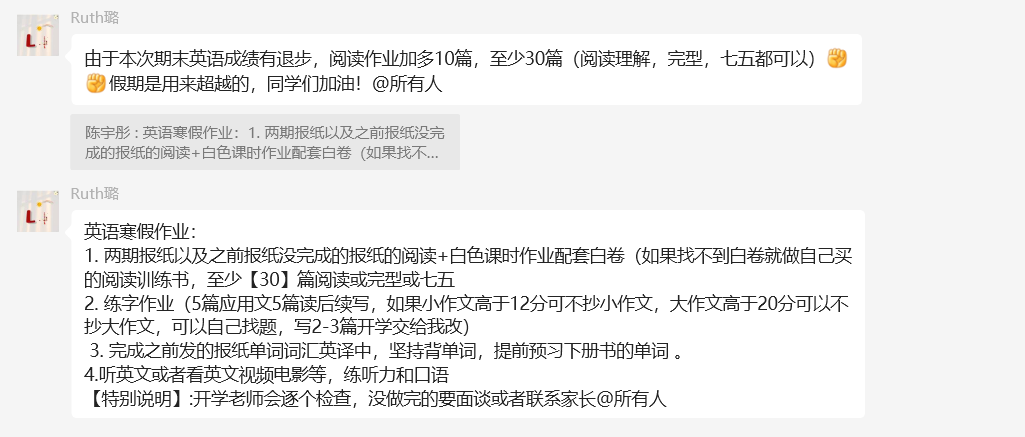 Ruth璐
由于本次期末英语成绩有退步，阅读作业加多10篇，至少30篇（阅读理解，完型，七五都可以）✊
✊假期是用来超越的，同学们加油！@所有人
陈宇彤 : 英语寒假作业：1. 两期报纸以及之前报纸没完
成的报纸的阅读+白色课时作业配套白卷（如果找不...
Ruth璐
英语寒假作业：
1. 两期报纸以及之前报纸没完成的报纸的阅读+白色课时作业配套白卷（如果找不到白卷就做自己买
的阅读训练书，至少【30】篇阅读或完型或七五
2. 练字作业（5篇应用文5篇读后续写，如果小作文高于12分可不抄小作文，大作文高于20分可以不
抄大作文，可以自己找题，写2-3篇开学交给我改）
3. 完成之前发的报纸单词词汇英译中，坚持背单词，提前预习下册书的单词 。
4.听英文或者看英文视频电影等，练听力和口语
【特别说明】:开学老师会逐个检查，没做完的要面谈或者联系家长@所有人